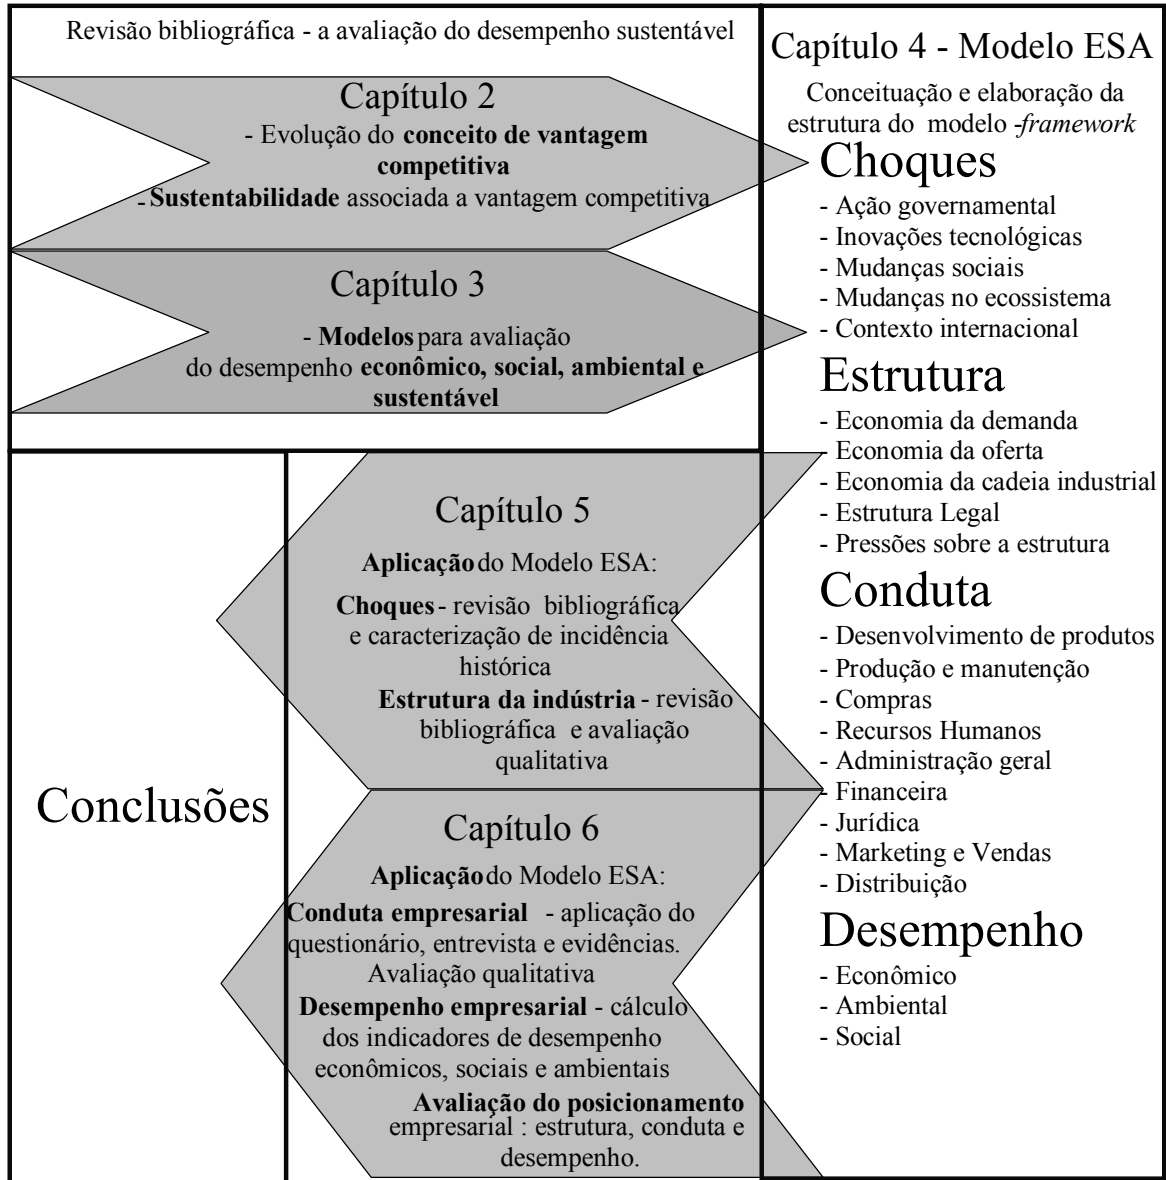 Revisão bibliográfica - a avaliação do desempenho sustentável
Capítulo 2
- Evolução do conceito de vantagem
competitiva
- Sustentabilidade associada a vantagem competitiva
Capítulo 3
- Modelos para avaliação
do desempenho econômico, social, ambiental e
sustentável
Capítulo 4 - Modelo ESA
Conceituação e elaboração da
estrutura do modelo -framework
Choques
- Ação governamental
- Inovações tecnológicas
- Mudanças sociais
- Mudanças no ecossistema
- Contexto internacional
Estrutura
- Economia da demanda
- Economia da oferta
- Economia da cadeia industrial
- Estrutura Legal
- Pressões sobre a estrutura
Conduta
- Desenvolvimento de produtos
- Produção e manutenção
- Compras
- Recursos Humanos
- Administração geral
- Financeira
- Jurídica
- Marketing e Vendas
- Distribuição
Desempenho
- Econômico
- Ambiental
- Social
Capítulo 5
Aplicação do Modelo ESA:
Choques - revisão bibliográfica
e caracterização de incidência
histórica
Estrutura da indústria - revisão
bibliográfica e avaliação
qualitativa
Capítulo 6
Aplicação do Modelo ESA:
Conduta empresarial - aplicação do
questionário, entrevista e evidências.
Avaliação qualitativa
Desempenho empresarial - cálculo
dos indicadores de desempenho
econômicos, sociais e ambientais
Avaliação do posicionamento
empresarial : estrutura, conduta e
desempenho.
Conclusões